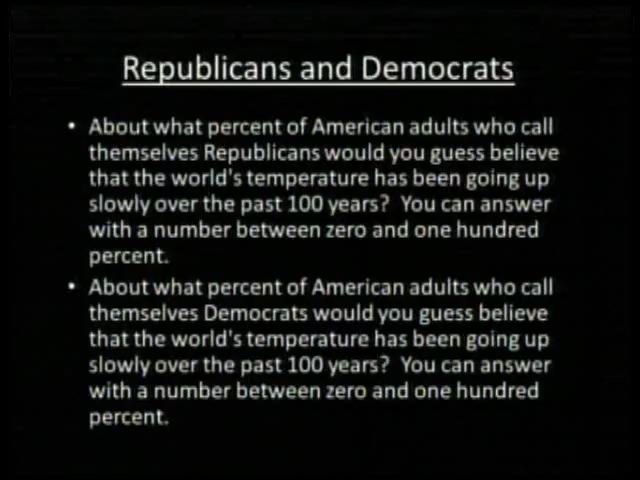 Republicans and Democrats
• About what percent of American adults who call
themselves Republicans would you guess believe
that the world's temperature has been going up
slowly over the past 100 years? You can answer
with a number between zero and one hundred
percent.
• About what percent of American adults who call
themselves Democrats would you guess believe
that the world's temperature has been going up
slowly over the past 100 years? You can answer
with a number between zero and one hundred
percent.